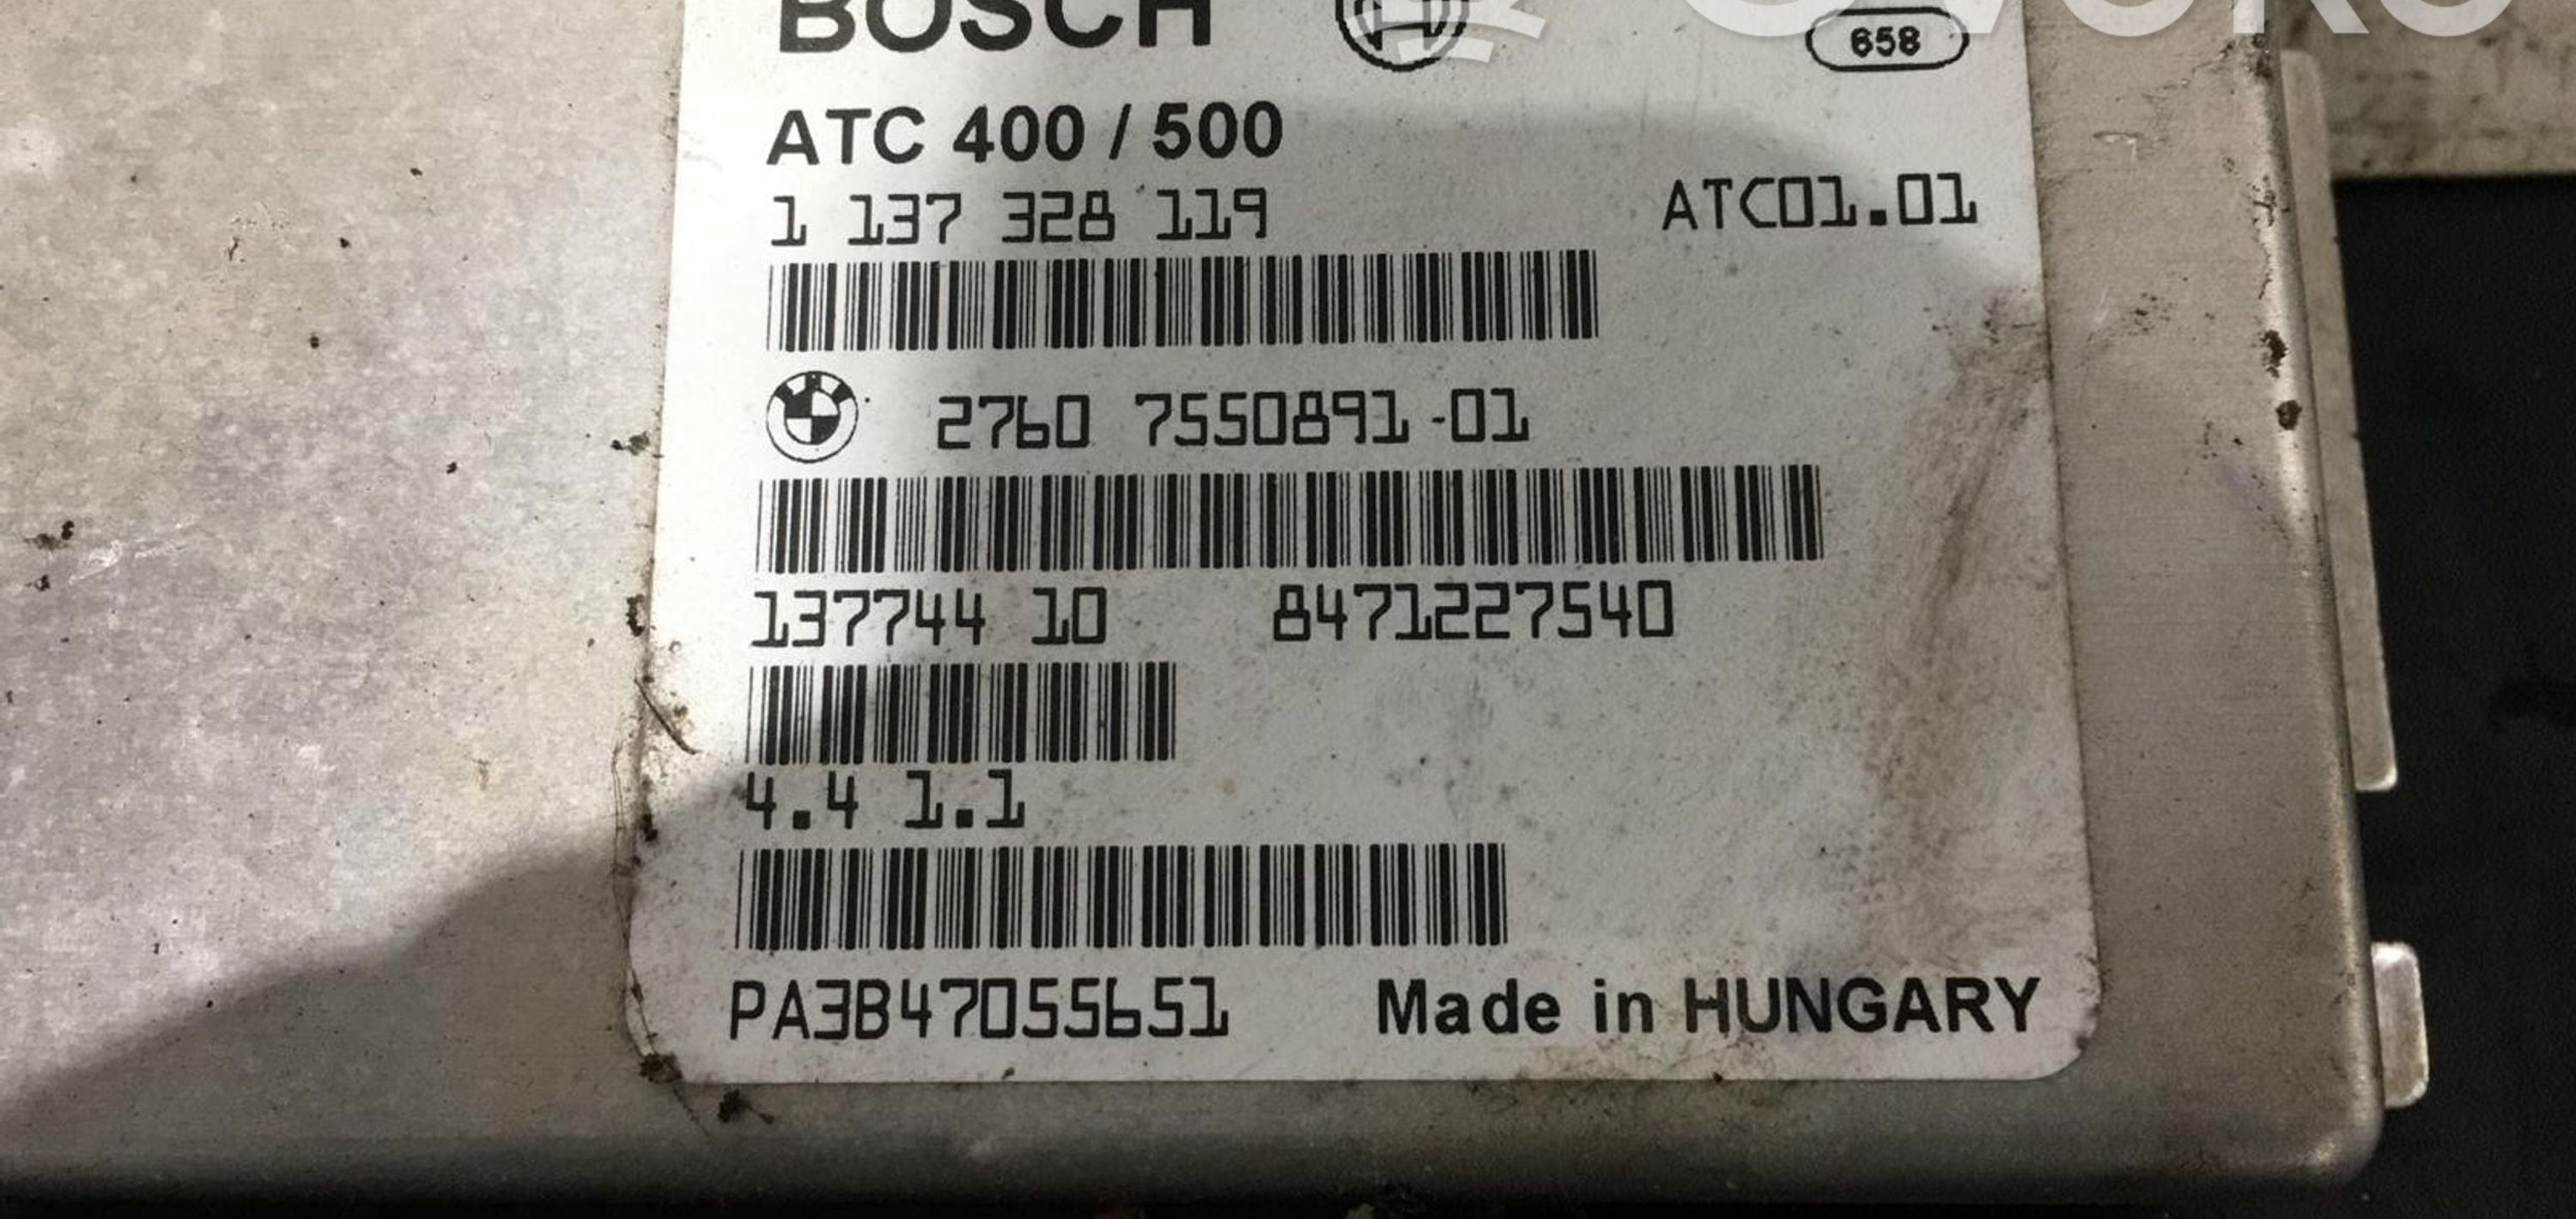 BOSCH
658
ATC 400 / 500
1 137 328 119 ATC01.01
2760 7550891-01
137744 10 8471227540
4.4 1.1
PA3B47055651 Made in HUNGARY